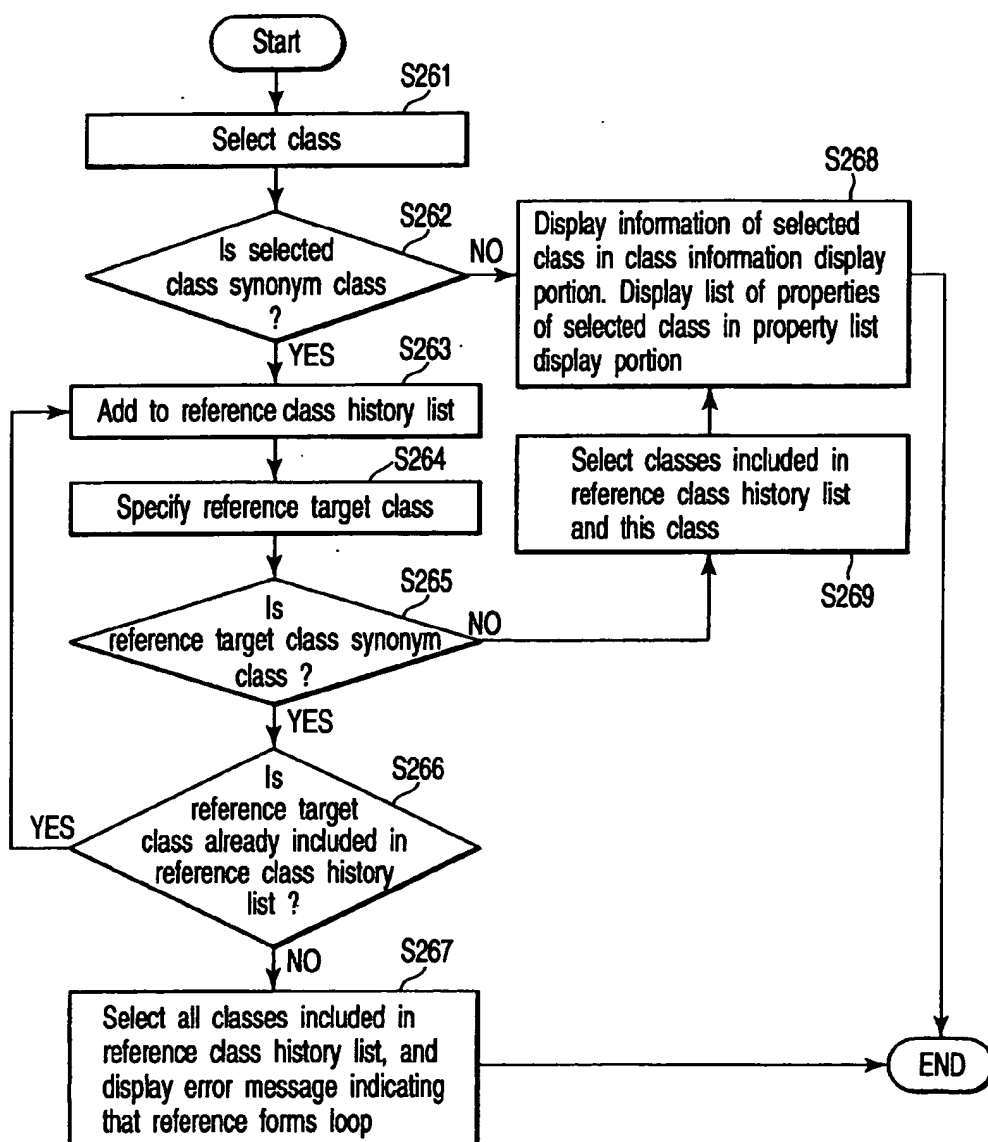 Start
S261
Select class
S262
Is selected
class synonym class
?
NO
YES
S268
Display information of selected
class in class information display
portion. Display list of properties
of selected class in property list
display portion
S263
Add to reference class history list
S264
Specify reference target class
Select classes included in
reference class history list
and this class
S269
S265
Is
reference target class synonym
class ?
NO
YES
S266
Is
reference target
class already included in
reference class history
list ?
YES
NO
S267
Select all classes included in
reference class history list, and
display error message indicating
that reference forms loop
END